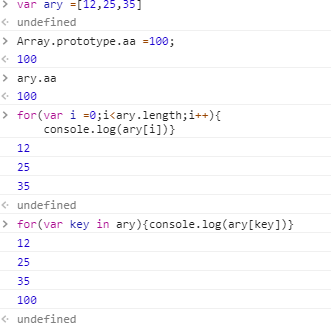 > var ary =[12,25,35]
<· undefined
> Array.prototype.aa =100;
<· 100
> ary.aa
<· 100
> for(var i =0;i<ary.length;i++){
console.log(ary[i])}
12
25
35
<· undefined
> for(var key in ary){console.log(ary[key])}
12
25
35
100
<· undefined